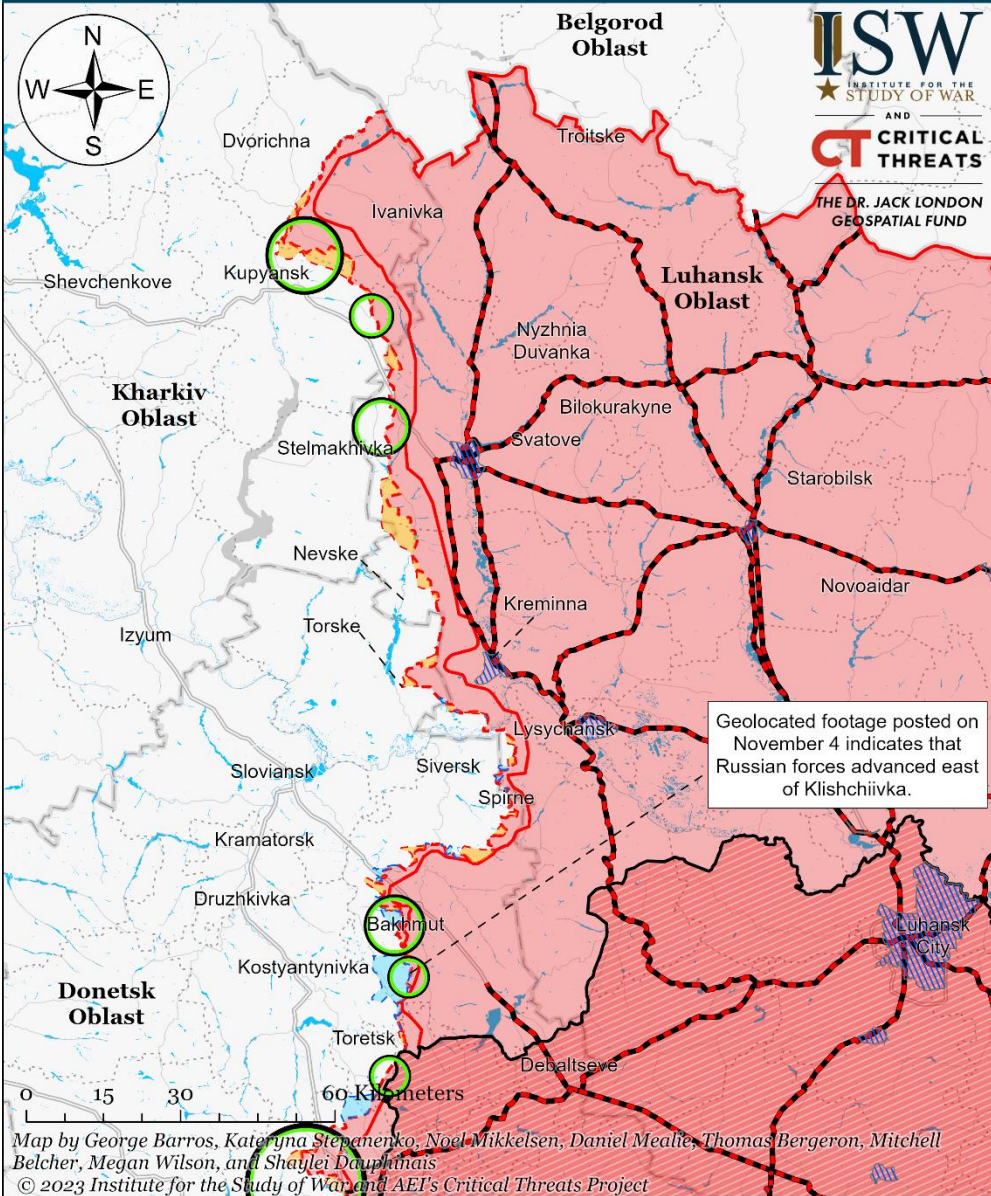 N
W
E
S
Belgorod
Oblast
ISW
INSTITUTE FOR THE
STUDY OF WAR
AND
CT CRITICAL
THREATS
THE DR. JACK LONDON
GEOSPATIAL FUND
Dvorichna
Troitske
Ivanivka
Shevchenkove
Kupyansk
Luhansk
Oblast
Nyzhnia
Duvanka
Kharkiv
Oblast
Bilokurakyne
Stelmakhivka
Svatove
Starobilsk
Nevske
Novoaidar
Kreminna
Torske
Izyum
Lysychansk
Geolocated footage posted on
November 4 indicates that
Russian forces advanced east
of Klishchiivka.
Sloviansk
Siversk
Spirne
Kramatorsk
Druzhkivka
Bakhmut
Luhansk
City
Kostyantynivka
Donetsk
Oblast
Toretsk
Debaltseve
0 15 30 60 Kilometers
Map by George Barros, Kateryna Stepanenko, Noel Mikkelsen, Daniel Mealie, Thomas Bergeron, Mitchell
Belcher, Megan Wilson, and Shaylei Dauphinais
© 2023 Institute for the Study of War and AEI's Critical Threats Project